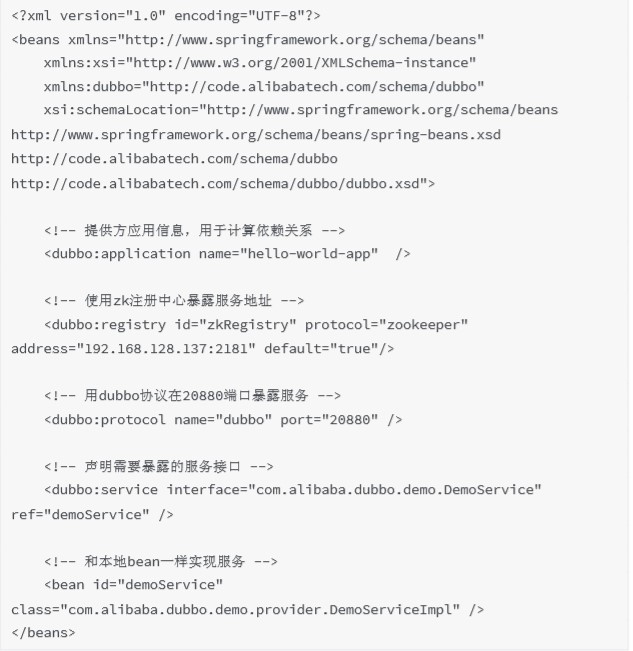 <?xml version="1.0" encoding="UTF-8"?>
<beans xmlns="http://www.springframework.org/schema/beans"
    xmlns:xsi="http://www.w3.org/2001/XMLSchema-instance"
    xmlns:dubbo="http://code.alibabatech.com/schema/dubbo"
    xsi:schemaLocation="http://www.springframework.org/schema/beans
http://www.springframework.org/schema/beans/spring-beans.xsd
http://code.alibabatech.com/schema/dubbo
http://code.alibabatech.com/schema/dubbo/dubbo.xsd">

    <!-- 提供方应用信息，用于计算依赖关系 -->
    <dubbo:application name="hello-world-app"  />

    <!-- 使用zk注册中心暴露服务地址 -->
    <dubbo:registry id="zkRegistry" protocol="zookeeper"
address="192.168.128.137:2181" default="true"/>

    <!-- 用dubbo协议在20880端口暴露服务 -->
    <dubbo:protocol name="dubbo" port="20880" />

    <!-- 声明需要暴露的服务接口 -->
    <dubbo:service interface="com.alibaba.dubbo.demo.DemoService"
ref="demoService" />

    <!-- 和本地bean一样实现服务 -->
    <bean id="demoService"
class="com.alibaba.dubbo.demo.provider.DemoServiceImpl" />
</beans>